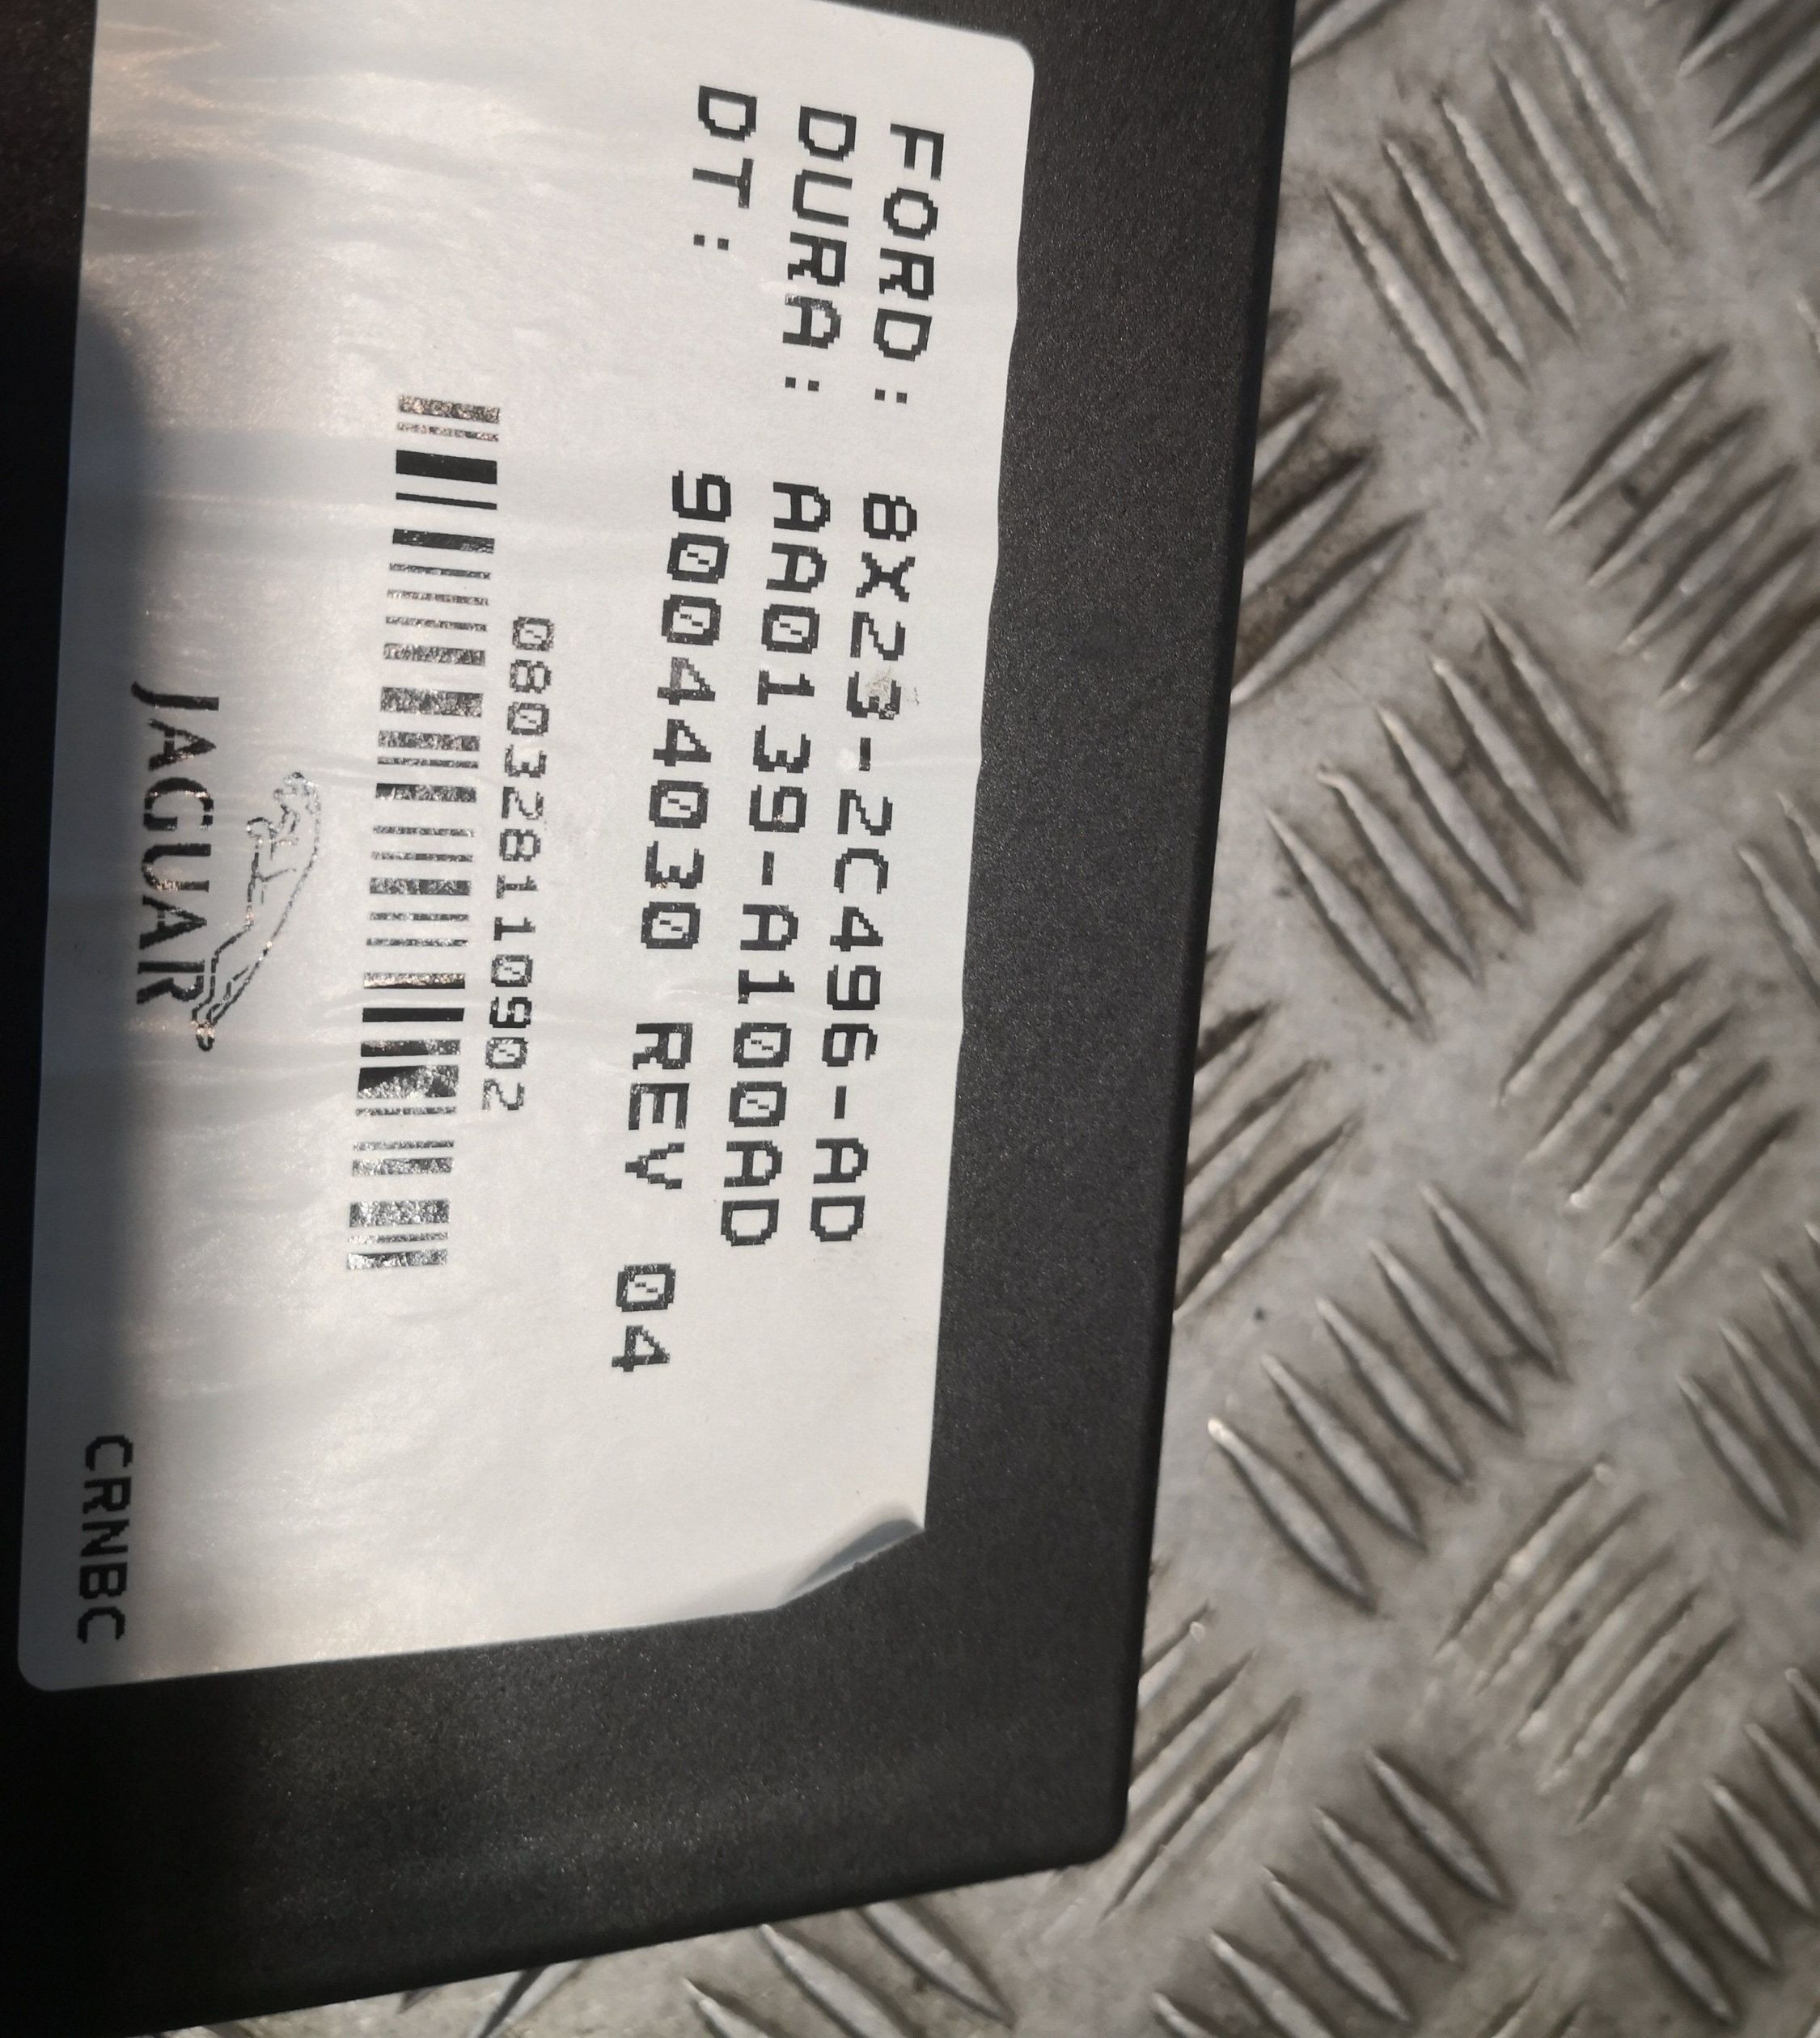 FORD: 8X23-2C496-AD
DURA: AA0139-A100AD
DT: 90044030 REV 04
080328110902
JAGUAR
CRNBC